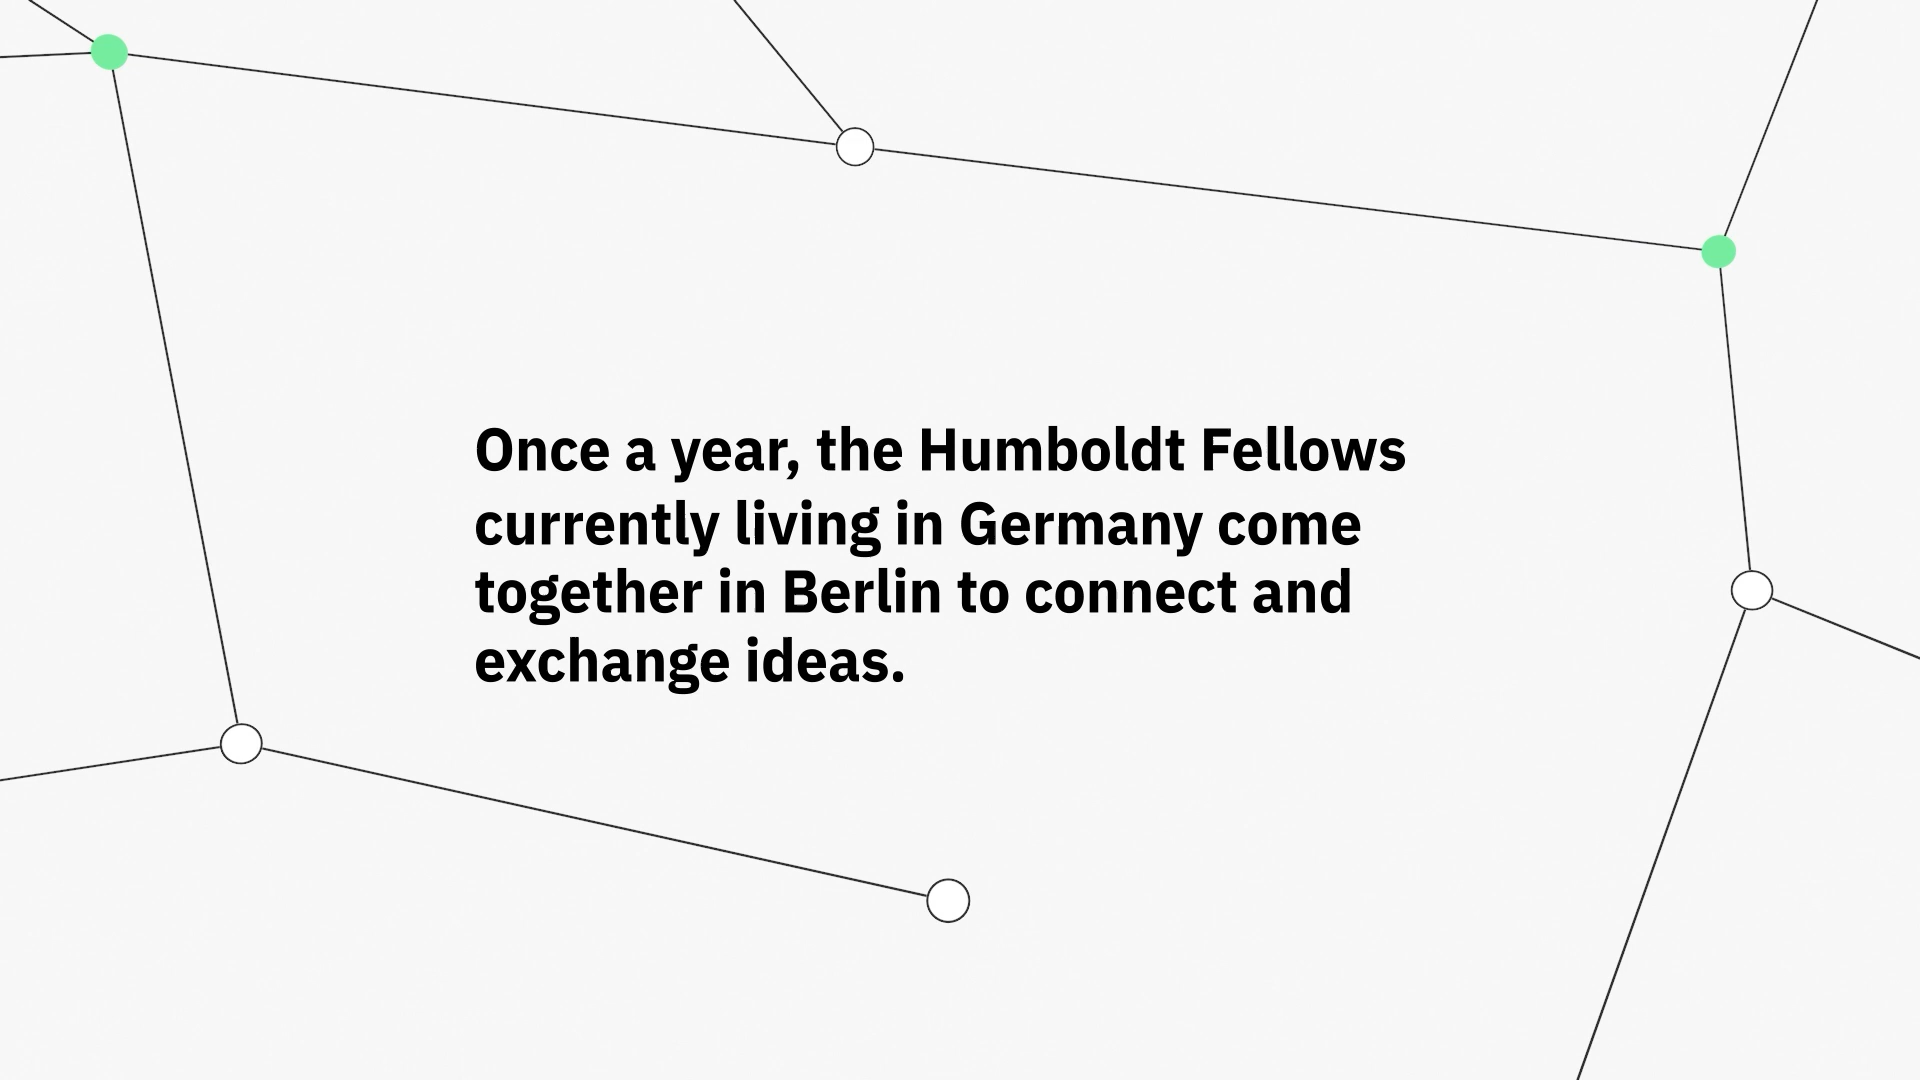 Once a year, the Humboldt Fellows
currently living in Germany come
together in Berlin to connect and
exchange ideas.